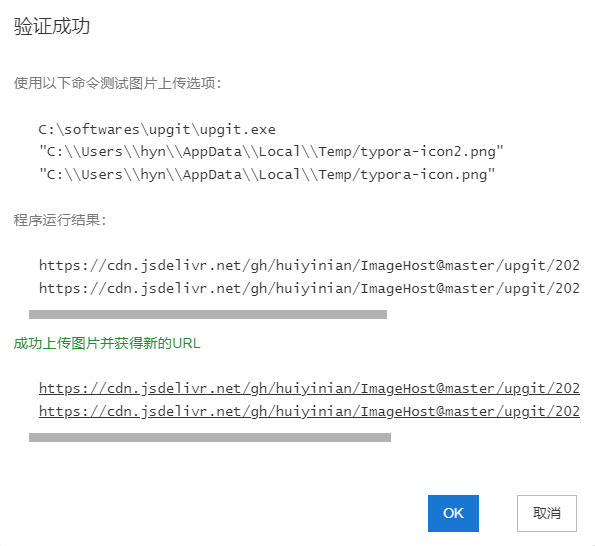 验证成功
使用以下命令测试图片上传选项：
C:\softwares\upgit\upgit.exe
"C:\\Users\\hyn\\AppData\\Local\\Temp/typora-icon2.png"
"C:\\Users\\hyn\\AppData\\Local\\Temp/typora-icon.png"
程序运行结果：
https://cdn.jsdelivr.net/gh/huiyinian/ImageHost@master/upgit/202
https://cdn.jsdelivr.net/gh/huiyinian/ImageHost@master/upgit/202
成功上传图片并获得新的URL
https://cdn.jsdelivr.net/gh/huiyinian/ImageHost@master/upgit/202
https://cdn.jsdelivr.net/gh/huiyinian/ImageHost@master/upgit/202
OK 取消